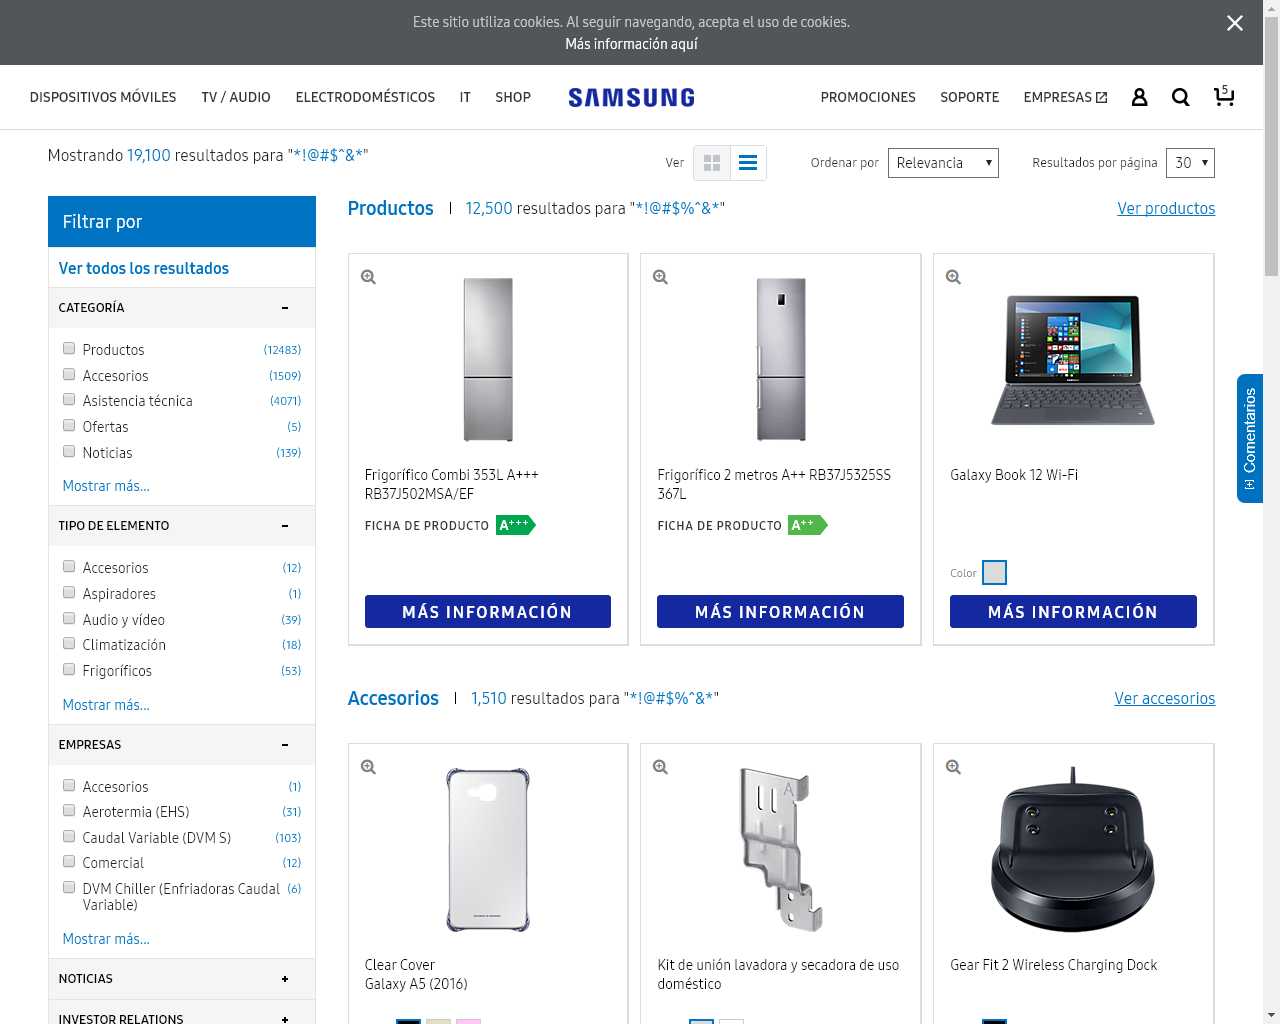 Este sitio utiliza cookies. Al seguir navegando, acepta el uso de cookies.
Más información aquí
DISPOSITIVOS MÓVILES TV / AUDIO ELECTRODOMÉSTICOS IT SHOP SAMSUNG PROMOCIONES SOPORTE EMPRESAS 5
Mostrando 19,100 resultados para "*!@#$ˆ&*"
Ver Ordenar por Relevancia Resultados por página 30
Filtrar por
Ver todos los resultados
CATEGORÍA
Productos (12483)
Accesorios (1509)
Asistencia técnica (4071)
Ofertas (5)
Noticias (139)
Mostrar más...
TIPO DE ELEMENTO
Accesorios (12)
Aspiradores (1)
Audio y vídeo (39)
Climatización (18)
Frigoríficos (53)
Mostrar más...
EMPRESAS
Accesorios (1)
Aerotermia (EHS) (31)
Caudal Variable (DVM S) (103)
Comercial (12)
DVM Chiller (Enfriadoras Caudal Variable) (6)
Mostrar más...
NOTICIAS
INVESTOR RELATIONS
Productos | 12,500 resultados para "*!@#$%ˆ&*"
Ver productos
Frigorífico Combi 353L A+++
RB37J502MSA/EF
FICHA DE PRODUCTO A+++
MÁS INFORMACIÓN
Frigorífico 2 metros A++ RB37J5325SS
367L
FICHA DE PRODUCTO A++
MÁS INFORMACIÓN
Galaxy Book 12 Wi-Fi
Color
MÁS INFORMACIÓN
Accesorios | 1,510 resultados para "*!@#$%ˆ&*"
Ver accesorios
Clear Cover
Galaxy A5 (2016)
Kit de unión lavadora y secadora de uso
doméstico
Gear Fit 2 Wireless Charging Dock
[+] Comentarios